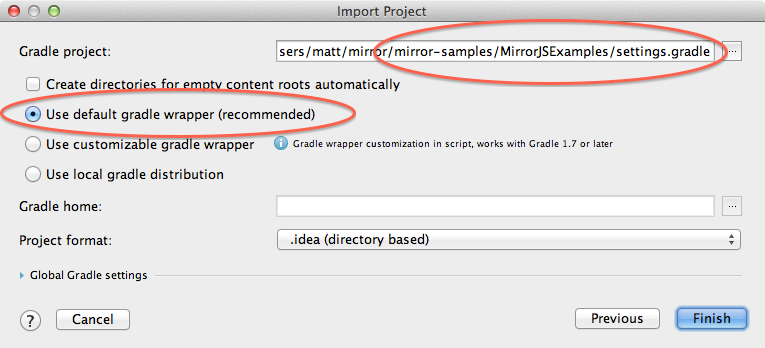 Import Project
Gradle project: sers/matt/mirror/mirror-samples/MirrorJSExamples/settings.gradle ...
Create directories for empty content roots automatically
Use default gradle wrapper (recommended)
Use customizable gradle wrapper i Gradle wrapper customization in script, works with Gradle 1.7 or later
Use local gradle distribution
Gradle home: ...
Project format: .idea (directory based)
Global Gradle settings
? Cancel Previous Finish